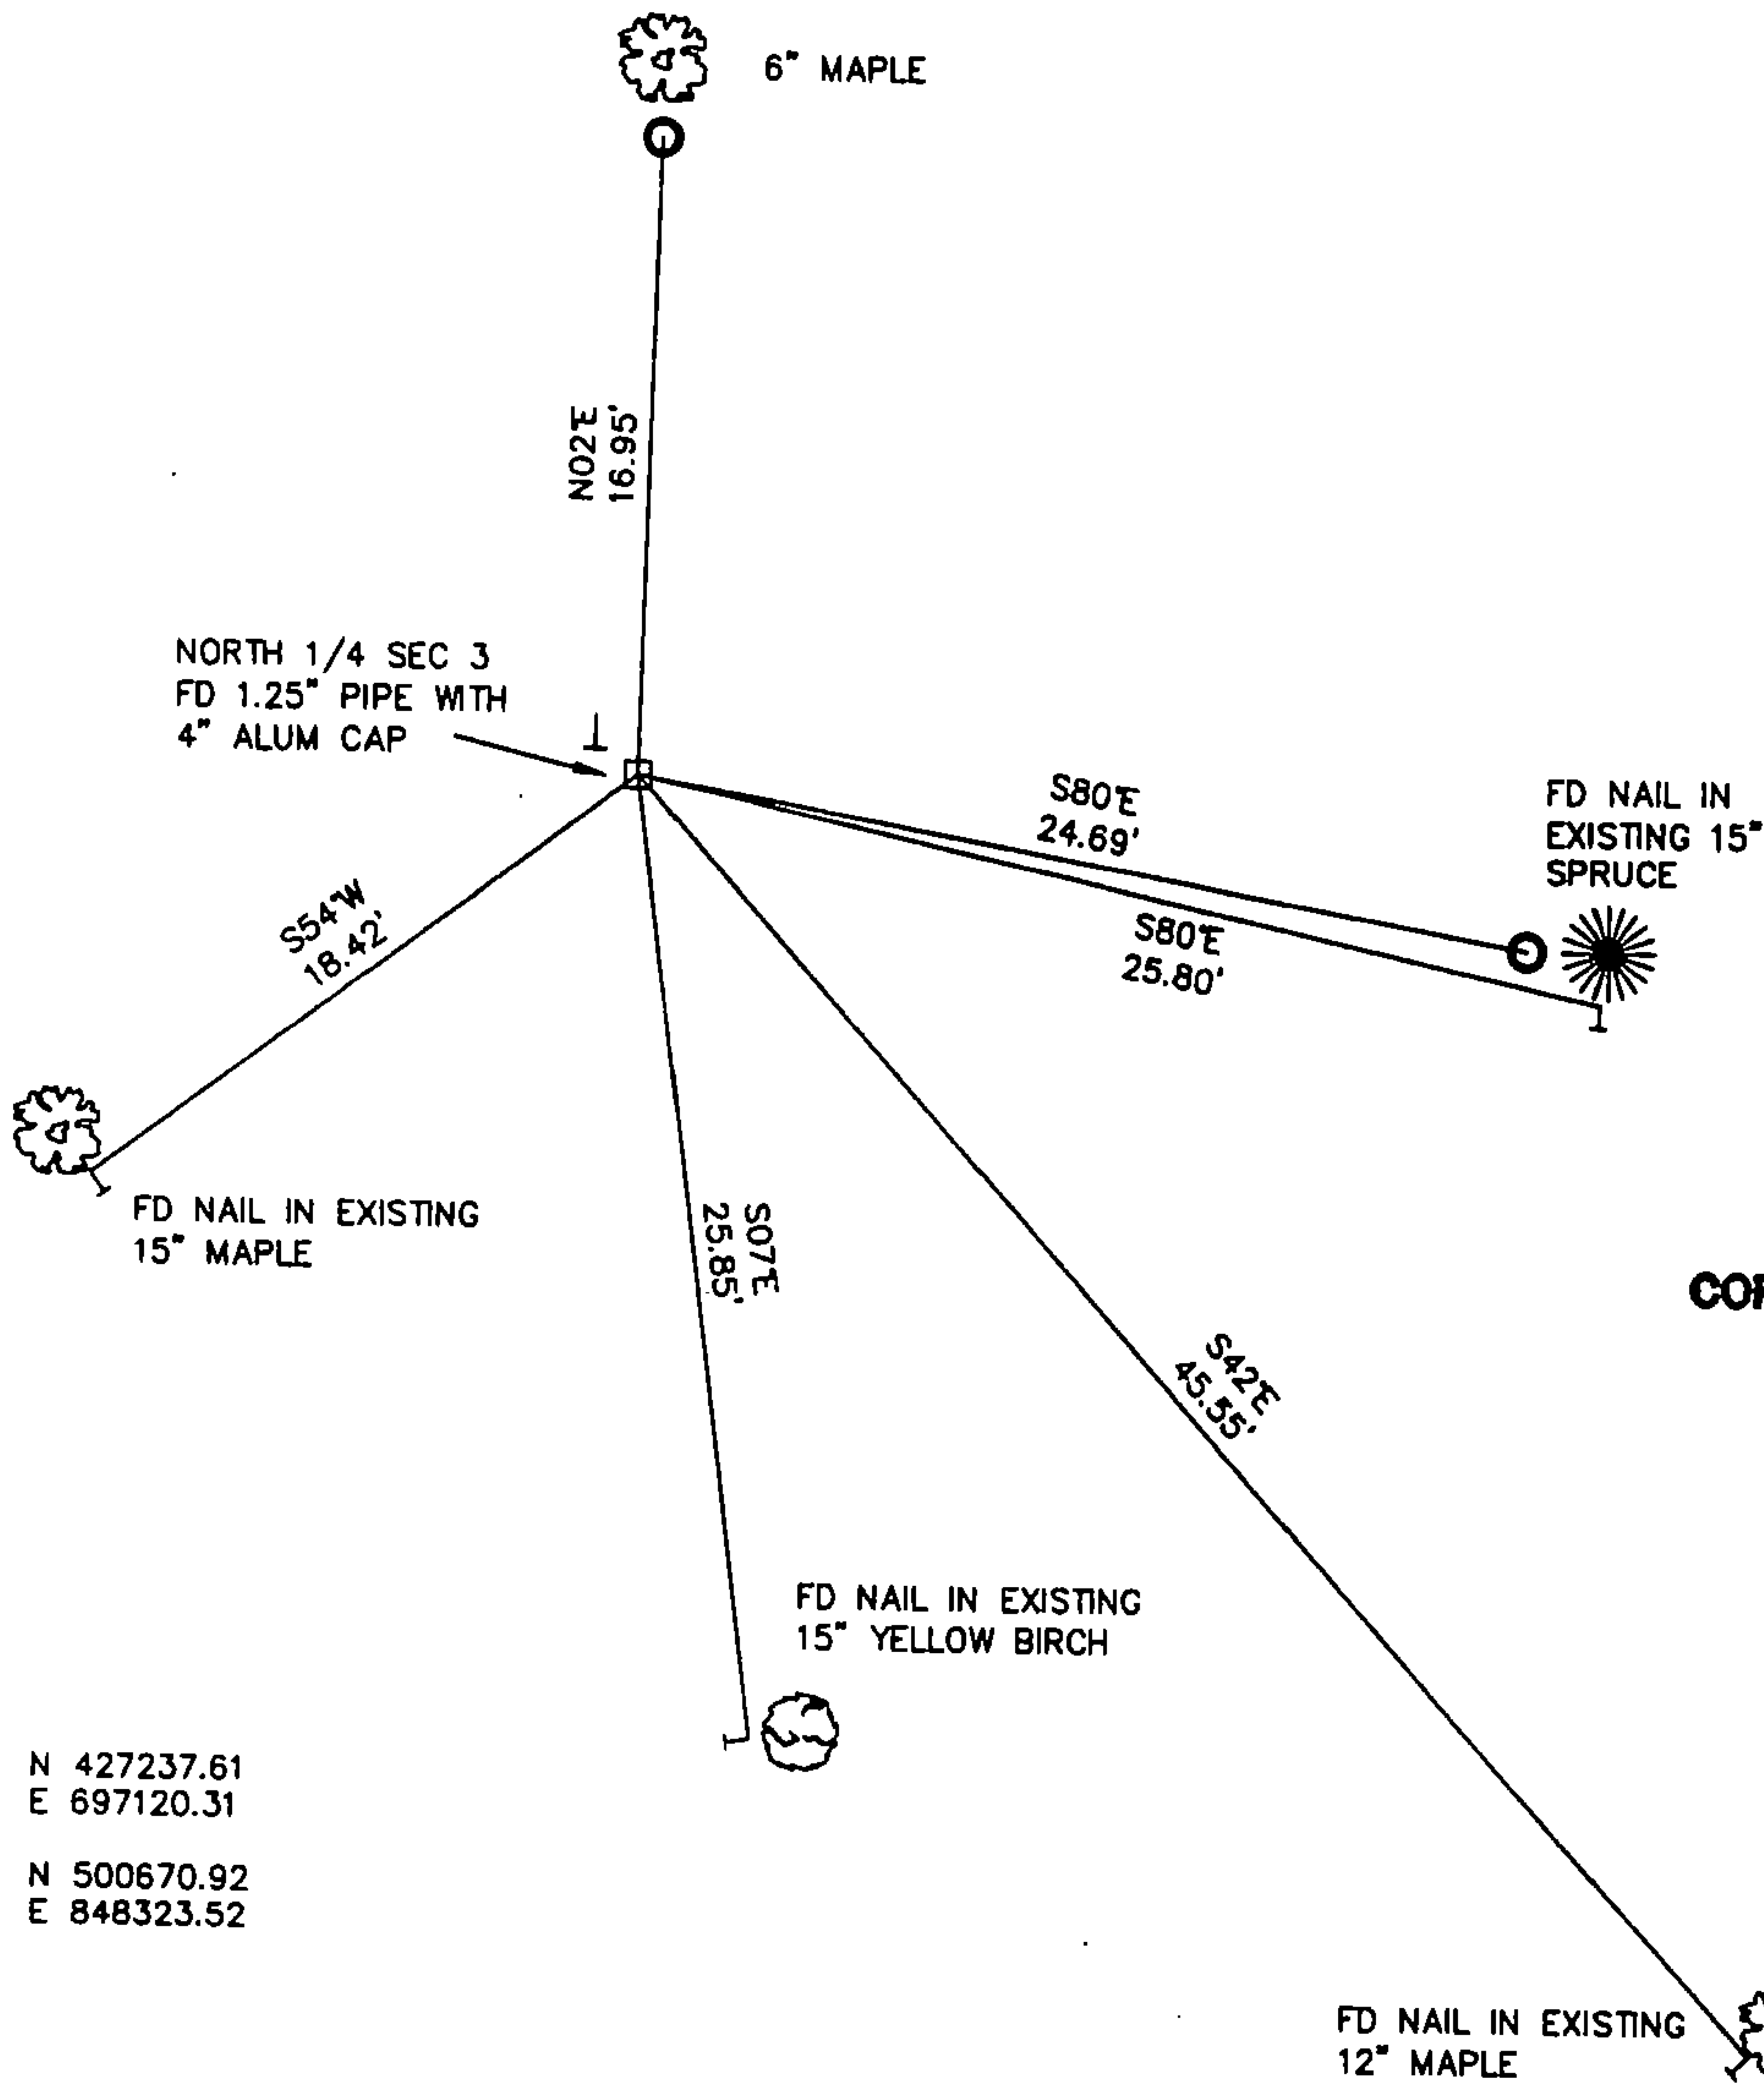 6" MAPLE
N02°E
16.95'
NORTH 1/4 SEC 3
FD 1.25" PIPE WITH
4" ALUM CAP
S80°E
24.69'
FD NAIL IN
EXISTING 15"
SPRUCE
S80°E
25.80'
S54°W
18.42'
FD NAIL IN EXISTING
15" MAPLE
S07°E
25.85'
S42°E
45.55'
FD NAIL IN EXISTING
15" YELLOW BIRCH
N 427237.61
E 697120.31
N 500670.92
E 848323.52
FD NAIL IN EXISTING
12" MAPLE